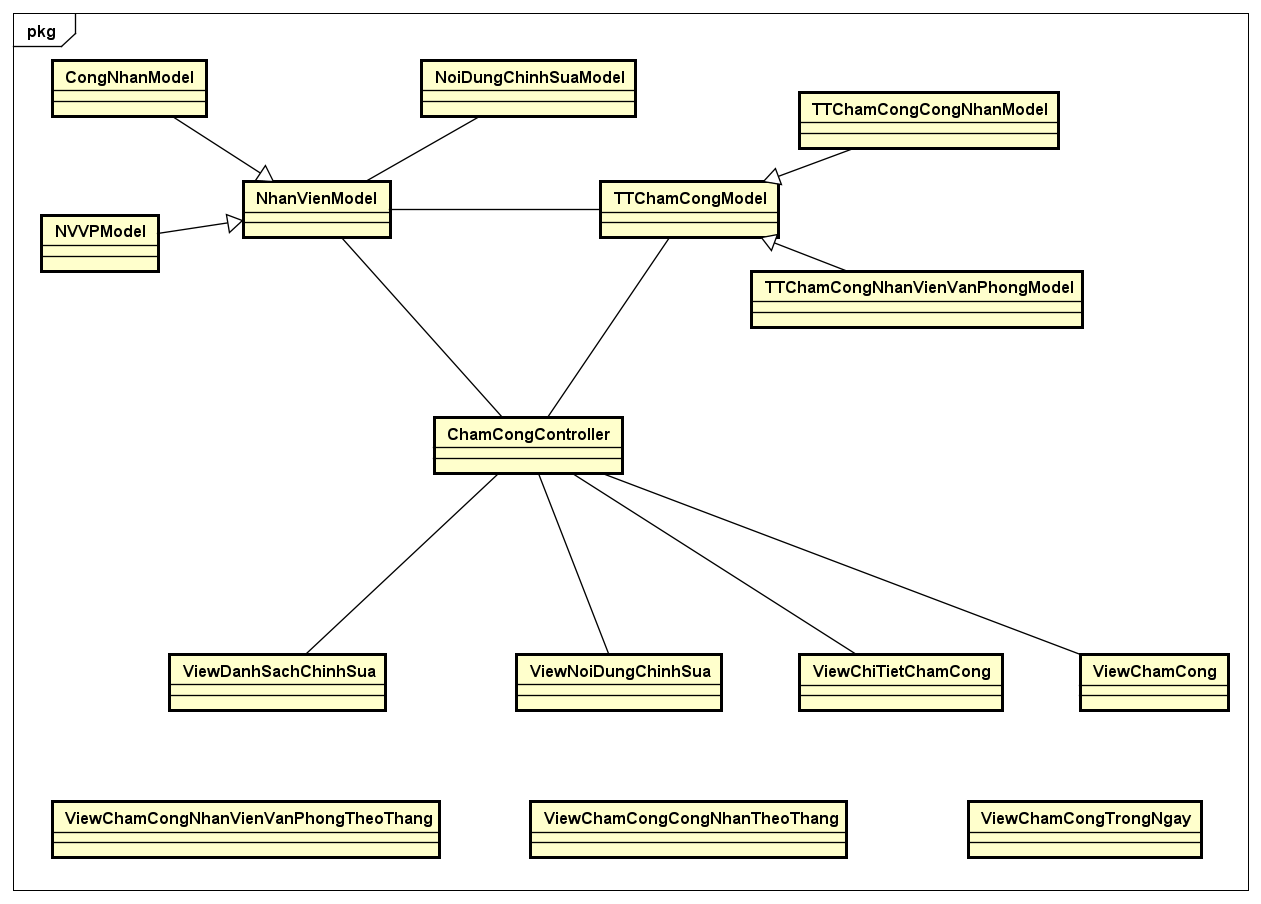 pkg
CongNhanModel
NoiDungChinhSuaModel
TTChamCongCongNhanModel
NhanVienModel
TTChamCongModel
NVVPModel
TTChamCongNhanVienVanPhongModel
ChamCongController
ViewDanhSachChinhSua
ViewNoiDungChinhSua
ViewChiTietChamCong
ViewChamCong
ViewChamCongNhanVienVanPhongTheoThang
ViewChamCongCongNhanTheoThang
ViewChamCongTrongNgay